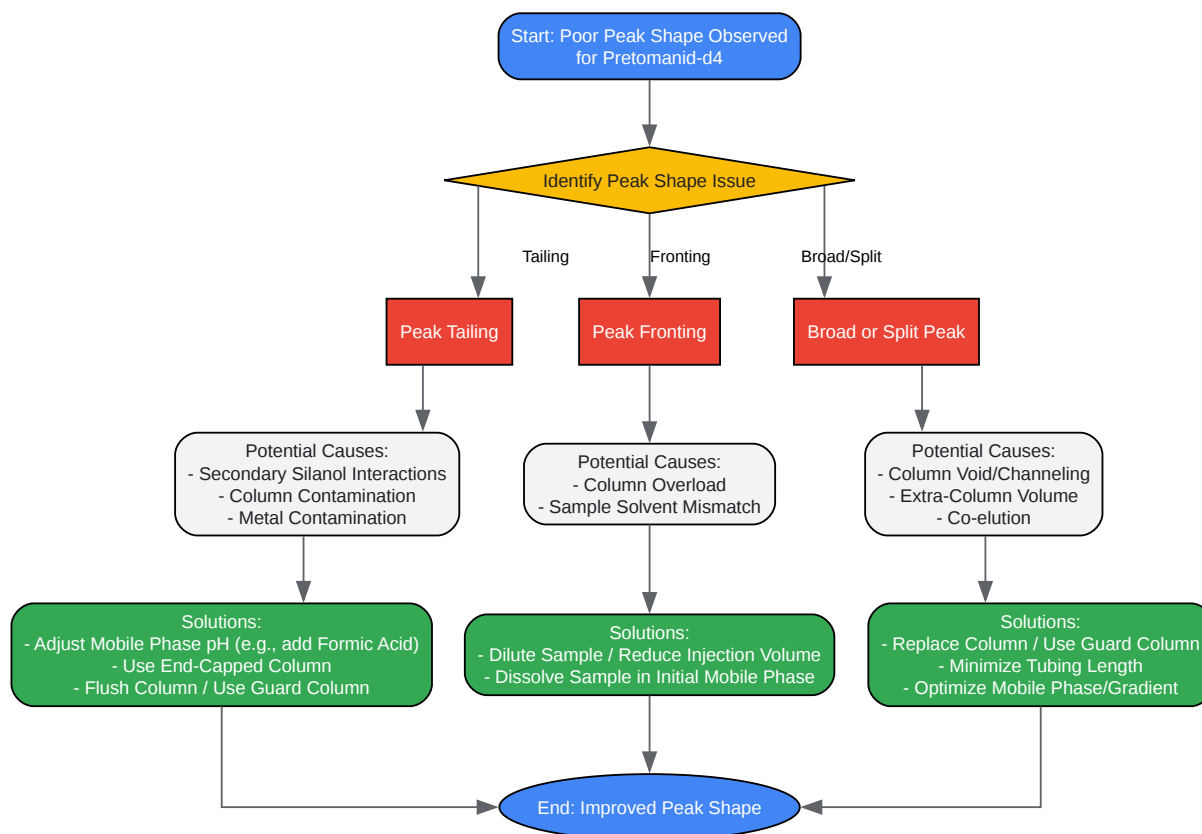 Start: Poor Peak Shape Observed
for Pretomanid-d4
Identify Peak Shape Issue
Tailing
Fronting
Broad/Split
Peak Tailing
Peak Fronting
Broad or Split Peak
Potential Causes:
- Secondary Silanol Interactions
- Column Contamination
- Metal Contamination
Potential Causes:
- Column Overload
- Sample Solvent Mismatch
Potential Causes:
- Column Void/Channeling
- Extra-Column Volume
- Co-elution
Solutions:
- Adjust Mobile Phase pH (e.g., add Formic Acid)
- Use End-Capped Column
- Flush Column / Use Guard Column
Solutions:
- Dilute Sample / Reduce Injection Volume
- Dissolve Sample in Initial Mobile Phase
Solutions:
- Replace Column / Use Guard Column
- Minimize Tubing Length
- Optimize Mobile Phase/Gradient
End: Improved Peak Shape